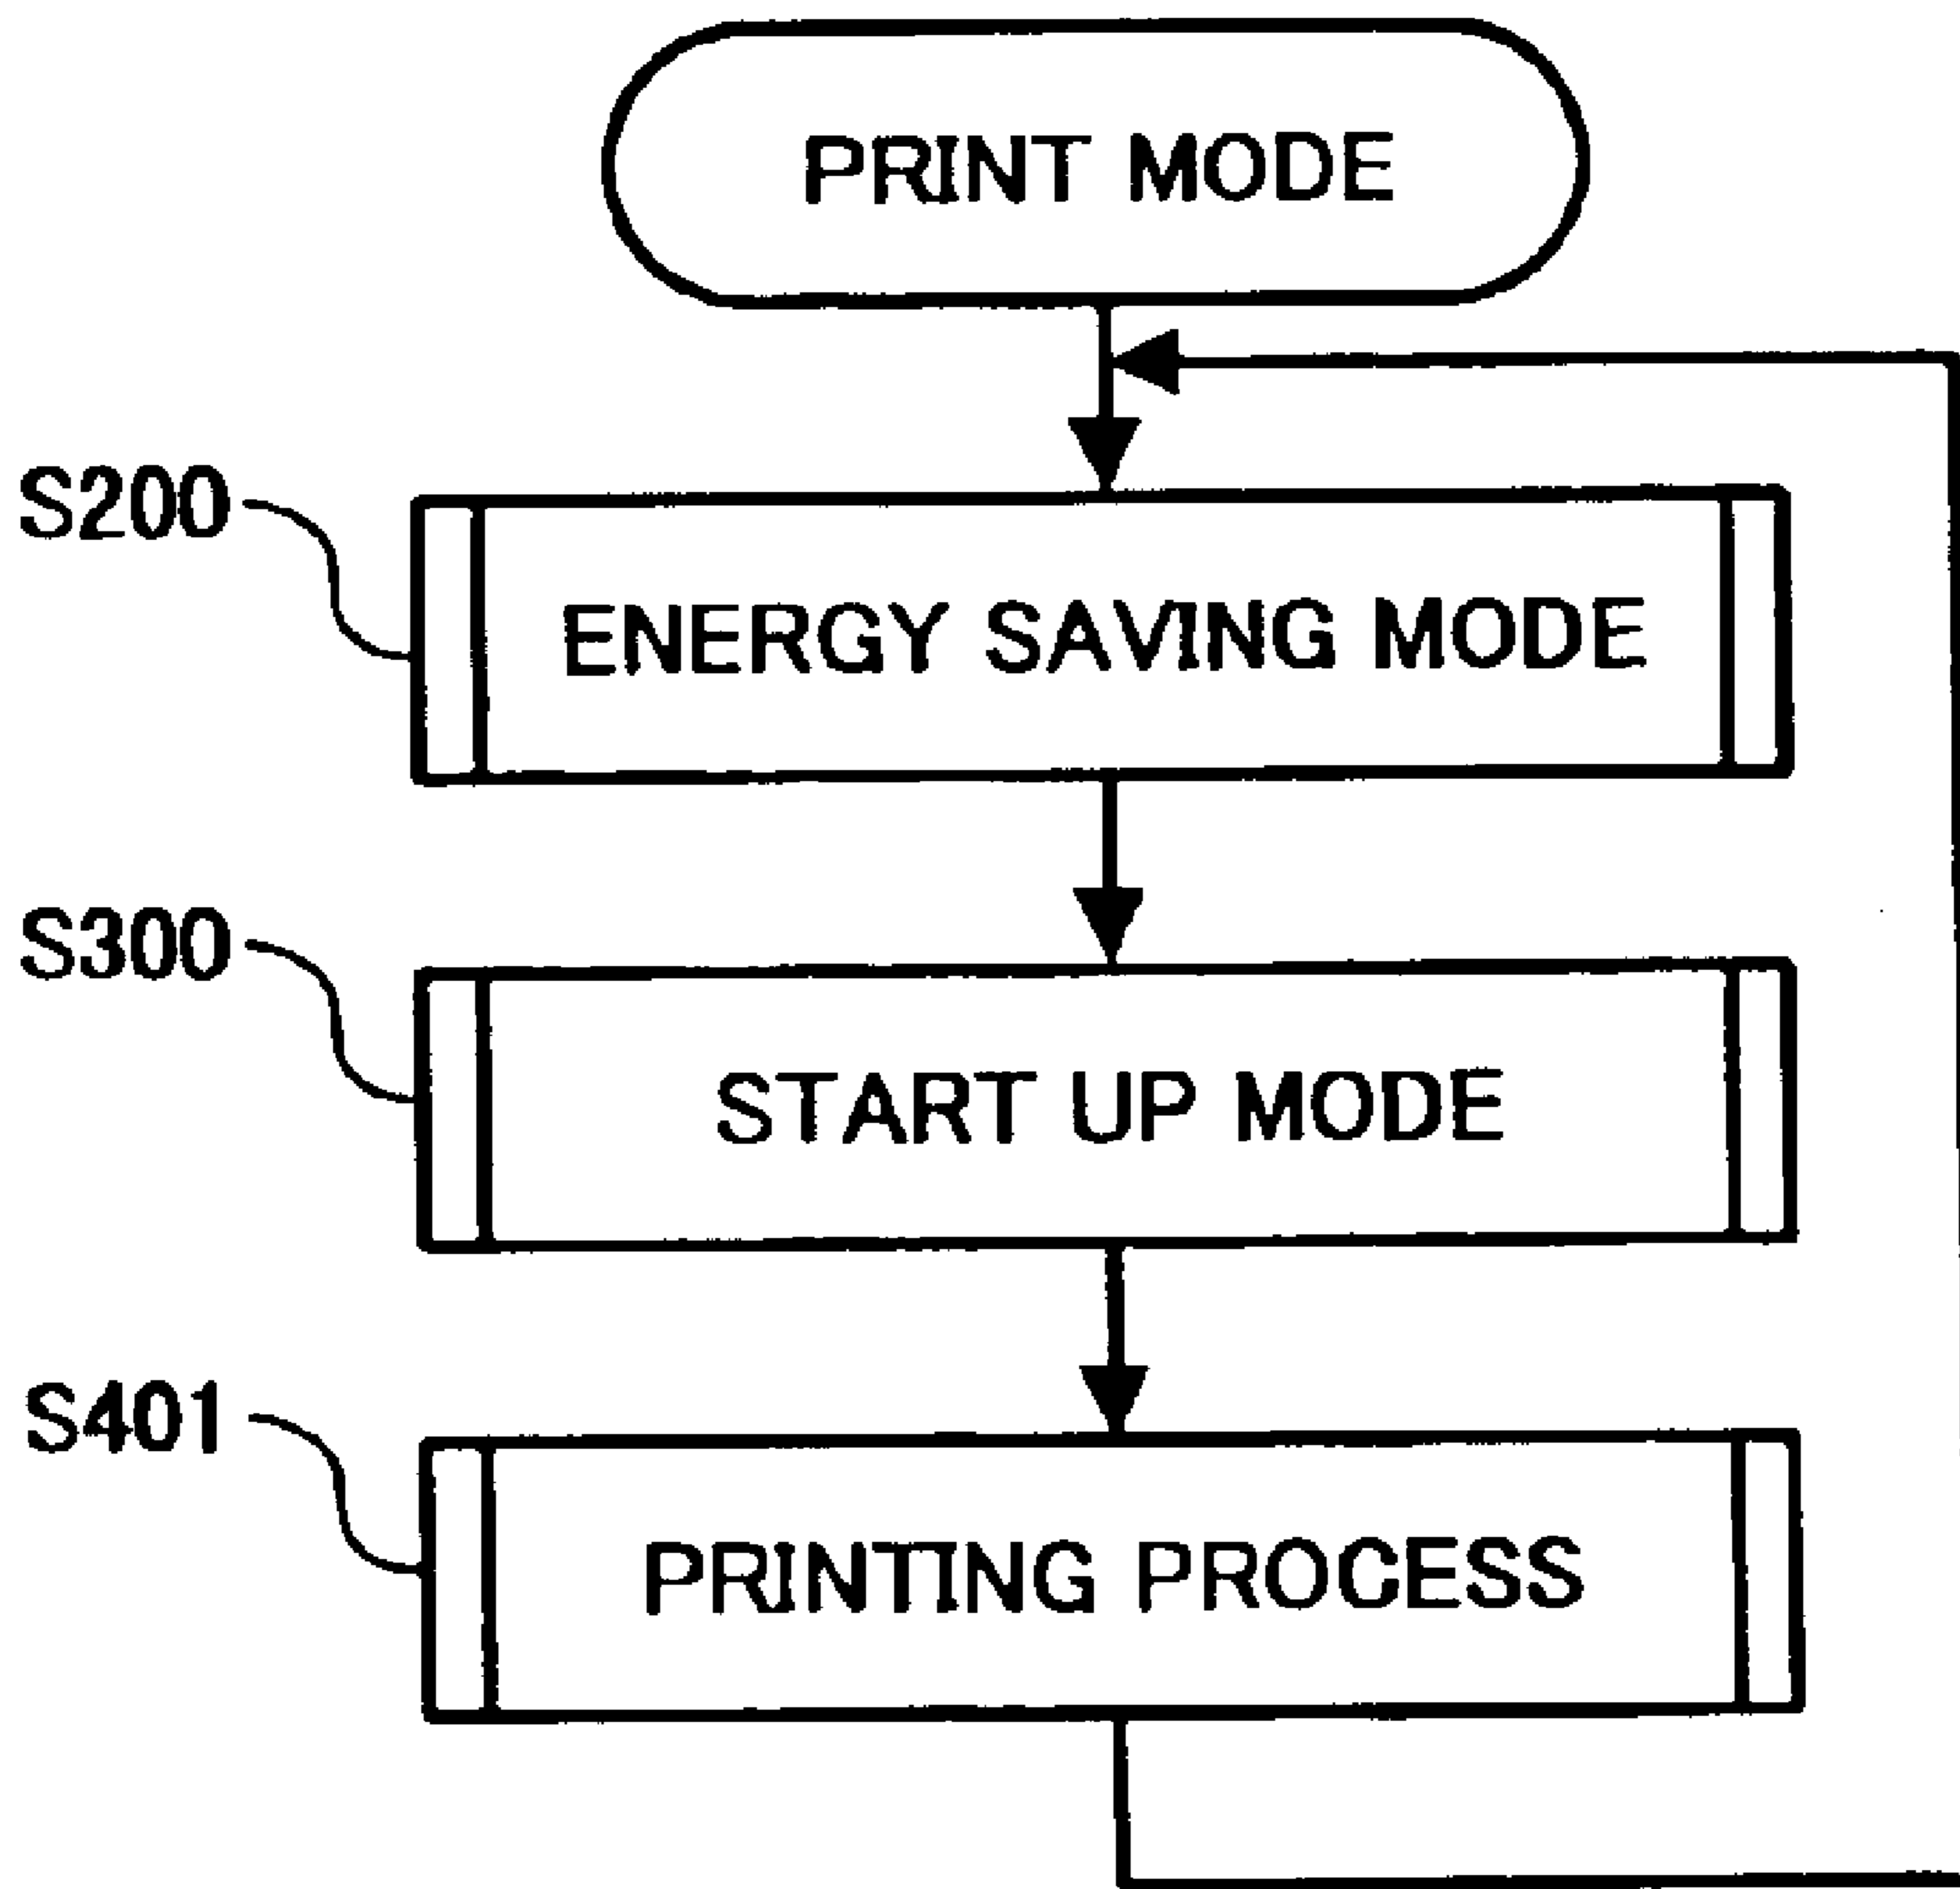 PRINT MODE
S200
ENERGY SAVING MODE
S300
START UP MODE
S401
PRINTING PROCESS